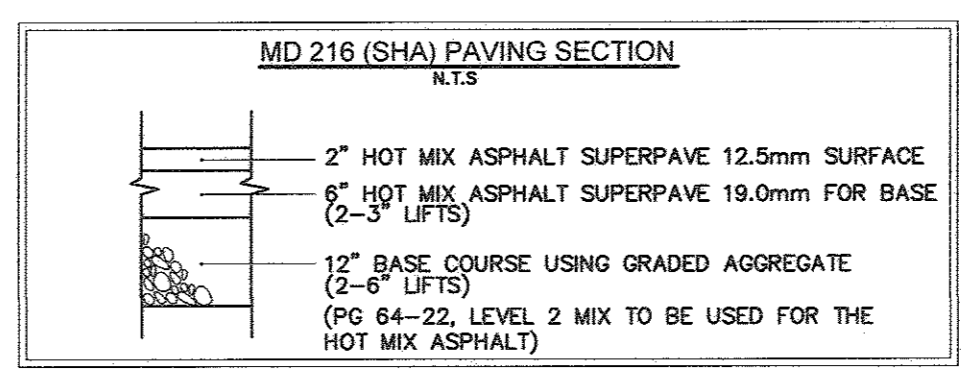 MD 216 (SHA) PAVING SECTION
N.T.S
2" HOT MIX ASPHALT SUPERPAVE 12.5mm SURFACE
6" HOT MIX ASPHALT SUPERPAVE 19.0mm FOR BASE
(2-3" LIFTS)
12" BASE COURSE USING GRADED AGGREGATE
(2-6" LIFTS)
(PG 64-22, LEVEL 2 MIX TO BE USED FOR THE
HOT MIX ASPHALT)